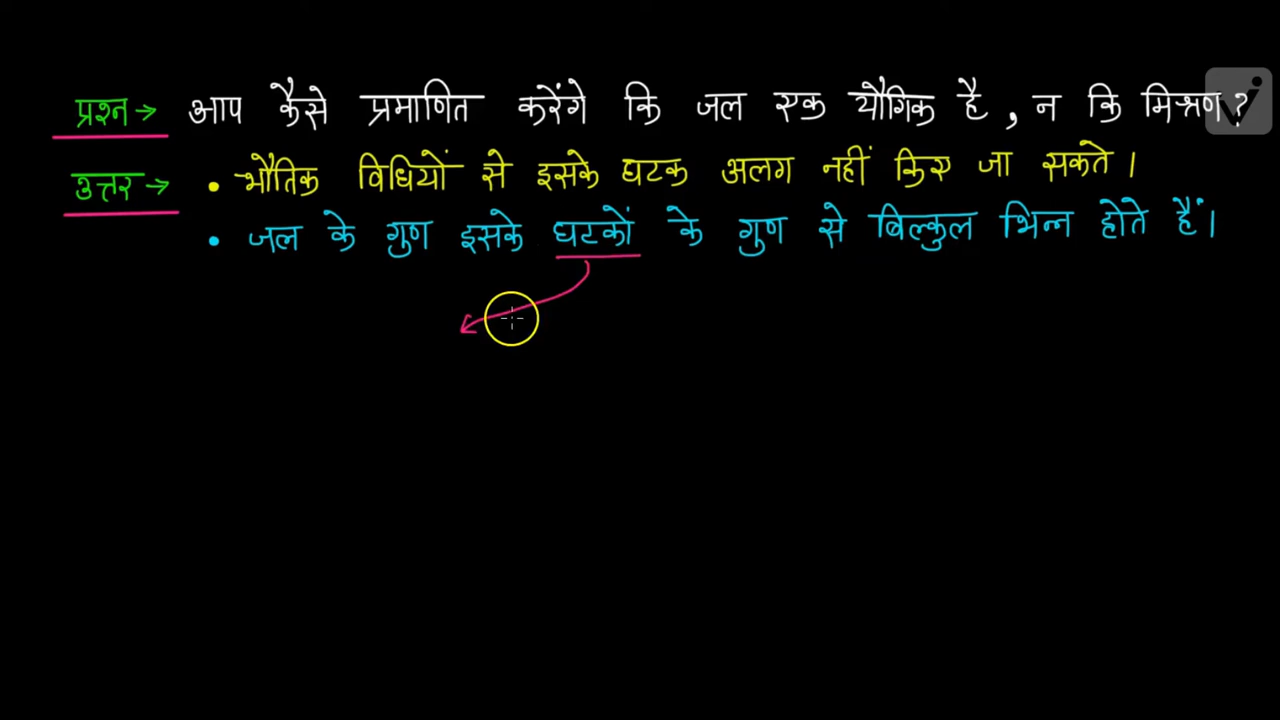 प्रश्न → आप कैसे प्रमाणित करेंगे कि जल एक यौगिक है , न कि मिश्रण ?
उत्तर → • भौतिक विधियों से इसके घटक अलग नहीं किए जा सकते ।
• जल के गुण इसके घटकों के गुण से बिल्कुल भिन्न होते हैं ।